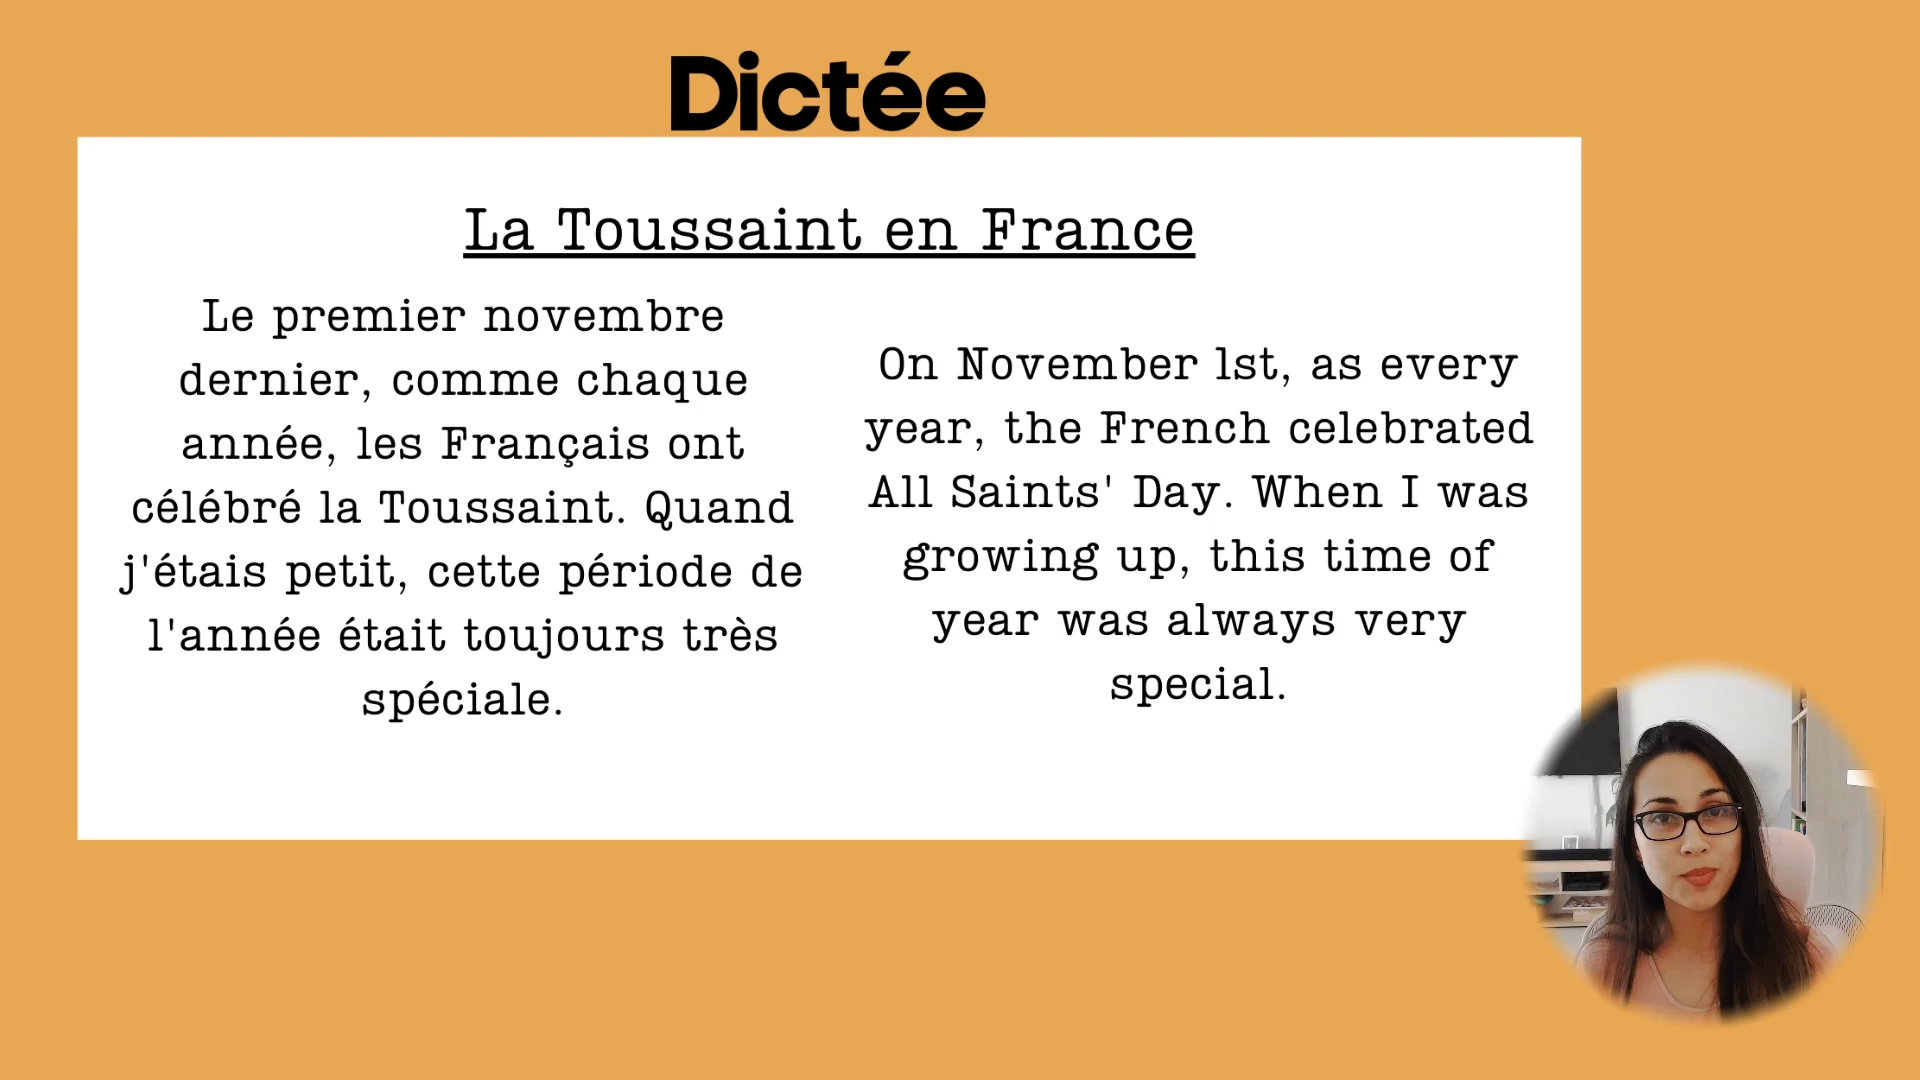 Dictée
La Toussaint en France
Le premier novembre
dernier, comme chaque
année, les Français ont
célébré la Toussaint. Quand
j'étais petit, cette période de
l'année était toujours très
spéciale.
On November 1st, as every
year, the French celebrated
All Saints' Day. When I was
growing up, this time of
year was always very
special.